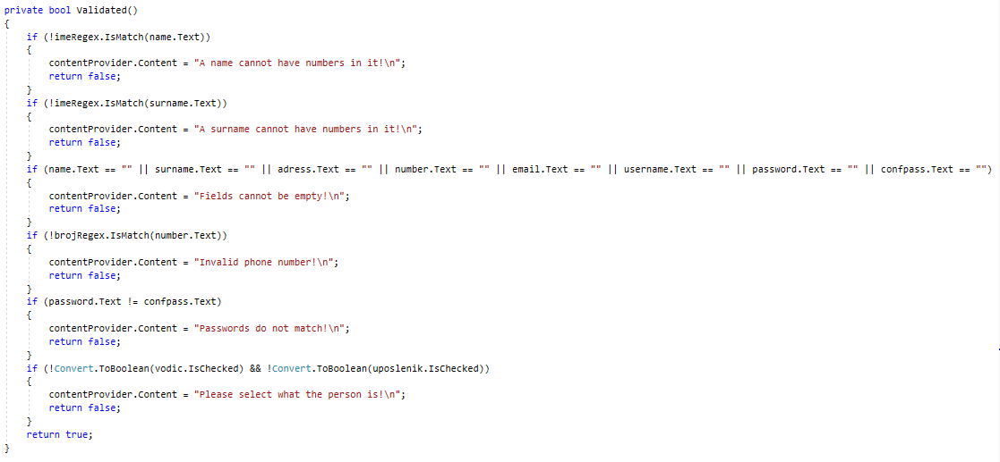 private bool Validated()
{
    if (!imeRegex.IsMatch(name.Text))
    {
        contentProvider.Content = "A name cannot have numbers in it!\n";
        return false;
    }
    if (!imeRegex.IsMatch(surname.Text))
    {
        contentProvider.Content = "A surname cannot have numbers in it!\n";
        return false;
    }
    if (name.Text == "" || surname.Text == "" || adress.Text == "" || number.Text == "" || email.Text == "" || username.Text == "" || password.Text == "" || confpass.Text == "")
    {
        contentProvider.Content = "Fields cannot be empty!\n";
        return false;
    }
    if (!brojRegex.IsMatch(number.Text))
    {
        contentProvider.Content = "Invalid phone number!\n";
        return false;
    }
    if (password.Text != confpass.Text)
    {
        contentProvider.Content = "Passwords do not match!\n";
        return false;
    }
    if (!Convert.ToBoolean(vodic.IsChecked) && !Convert.ToBoolean(uposlenik.IsChecked))
    {
        contentProvider.Content = "Please select what the person is!\n";
        return false;
    }
    return true;
}